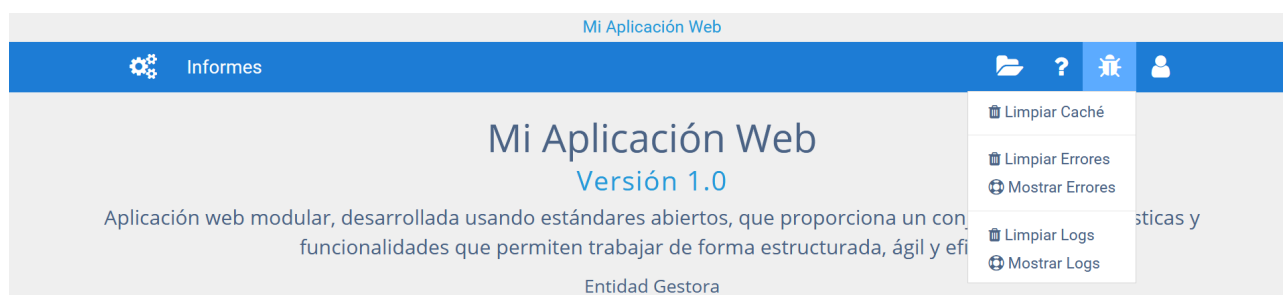 Mi Aplicación Web
Informes
?
Limpiar Caché
Limpiar Errores
Mostrar Errores
Limpiar Logs
Mostrar Logs
Mi Aplicación Web
Versión 1.0
Aplicación web modular, desarrollada usando estándares abiertos, que proporciona un con sticas y
funcionalidades que permiten trabajar de forma estructurada, ágil y efi
Entidad Gestora